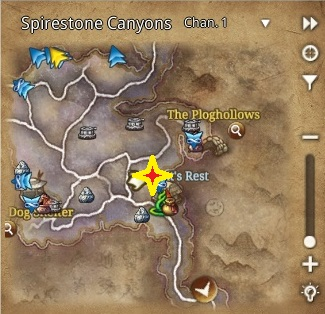 Spirestone Canyons Chan. 1
The Ploghollows
's Rest
Dog Shelter